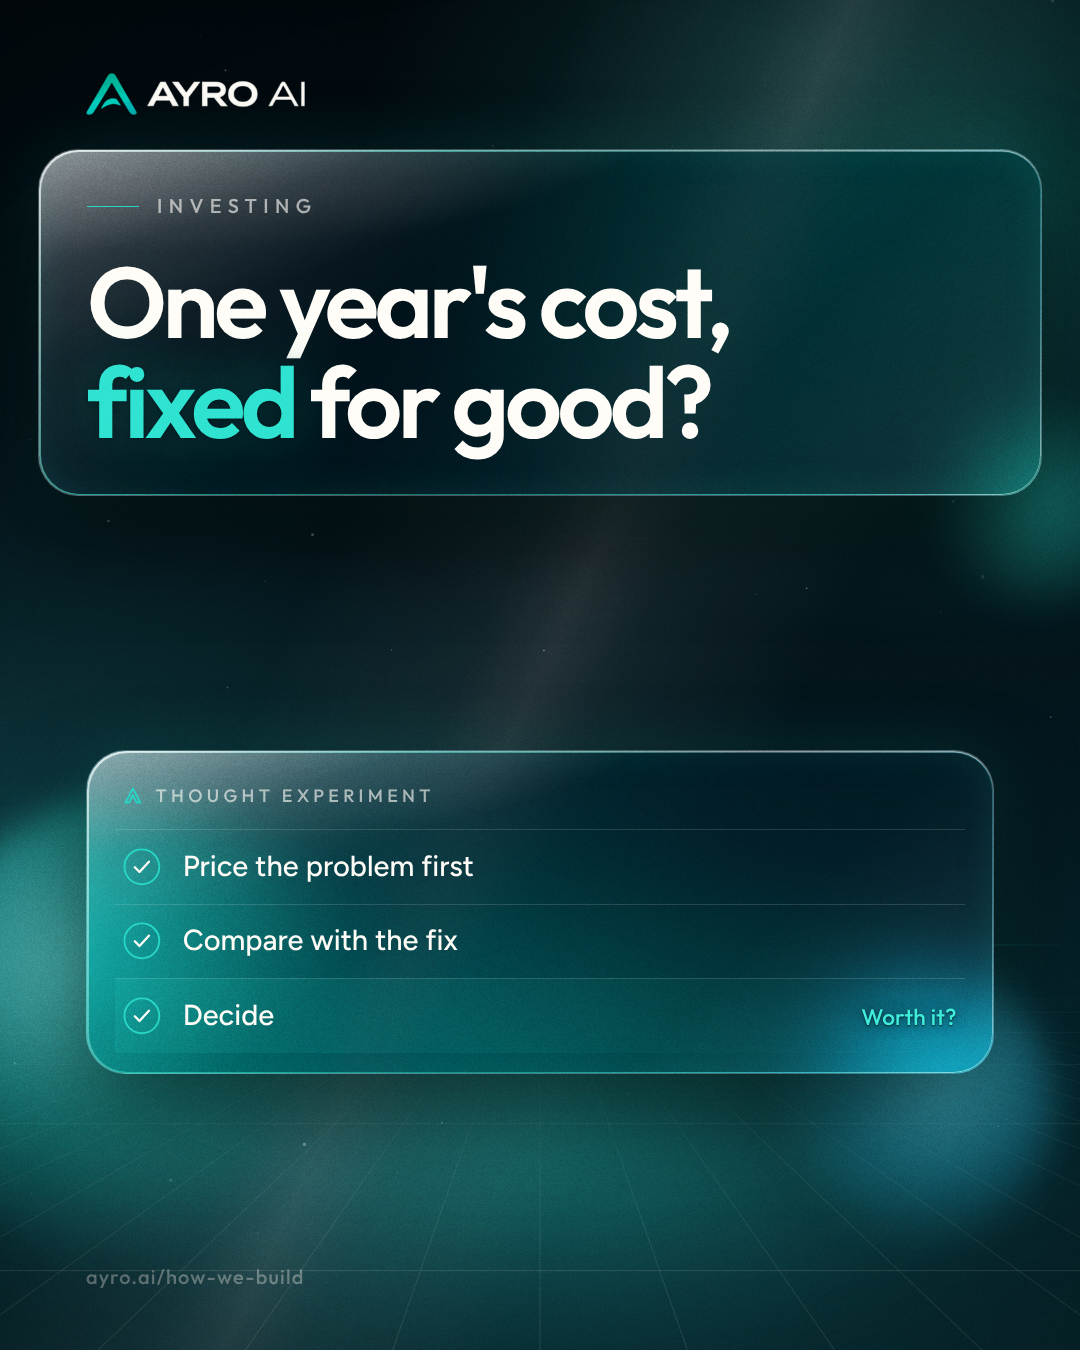 AYRO AI
INVESTING
One year's cost,
fixed for good?
THOUGHT EXPERIMENT
Price the problem first
Compare with the fix
Decide
Worth it?
ayro.ai/how-we-build